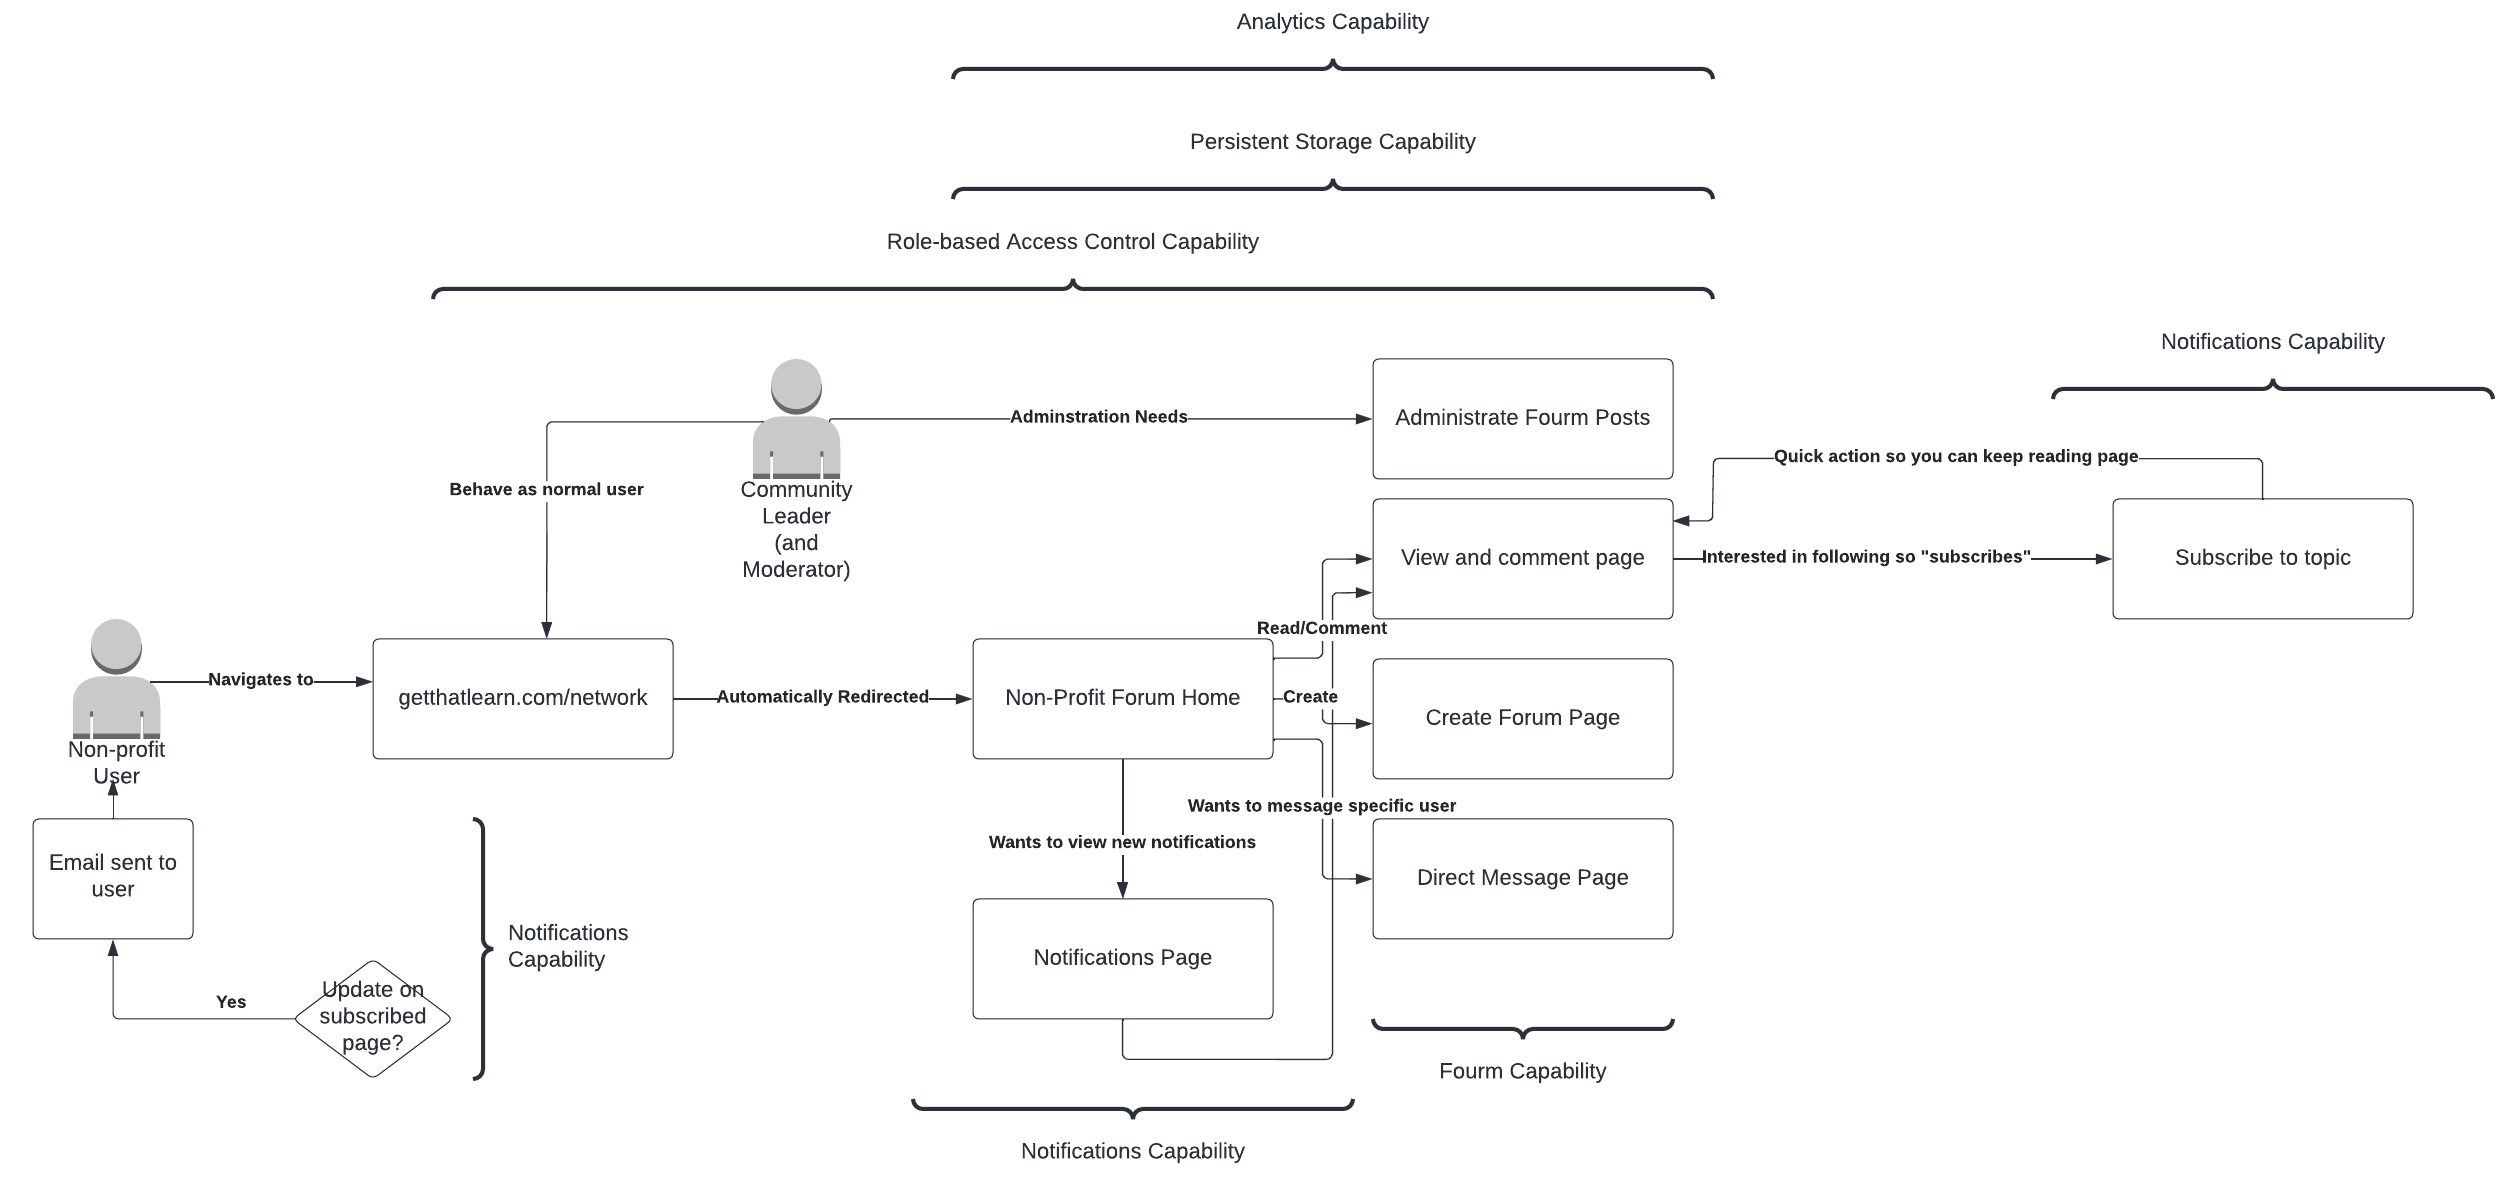 Analytics Capability
Persistent Storage Capability
Role-based Access Control Capability
Notifications Capability
Adminstration Needs
Administrate Fourm Posts
Quick action so you can keep reading page
Behave as normal user
Community
Leader
(and
Moderator)
View and comment page
Interested in following so "subscribes"
Subscribe to topic
Read/Comment
Navigates to
getthatlearn.com/network
Automatically Redirected
Non-Profit Forum Home
Create
Create Forum Page
Non-profit
User
Wants to message specific user
Wants to view new notifications
Email sent to
user
Direct Message Page
Notifications
Capability
Notifications Page
Update on
subscribed
page?
Yes
Fourm Capability
Notifications Capability